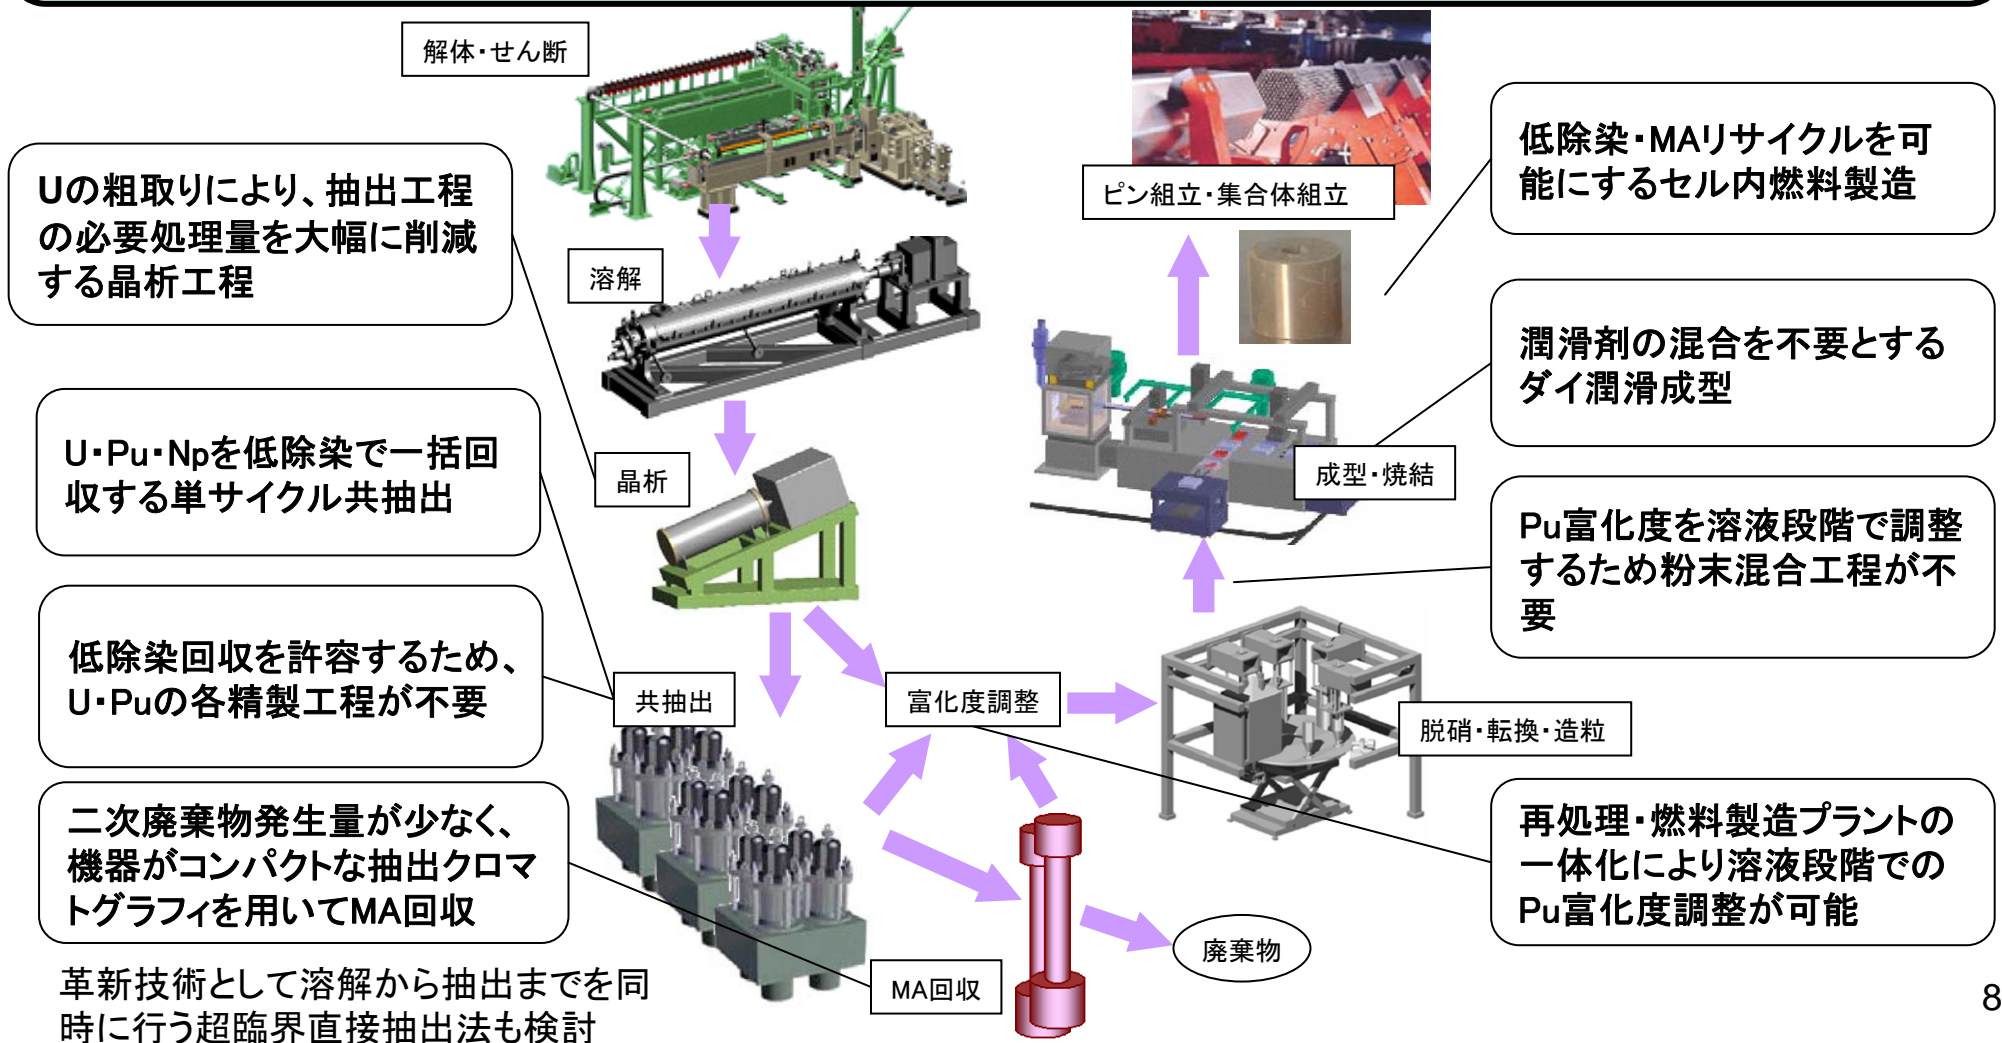 解体・せん断
Uの粗取りにより、抽出工程
の必要処理量を大幅に削減
する晶析工程
溶解
U・Pu・Npを低除染で一括回
収する単サイクル共抽出
晶析
低除染回収を許容するため、
U・Puの各精製工程が不要
共抽出
二次廃棄物発生量が少なく、
機器がコンパクトな抽出クロマ
トグラフィを用いてMA回収
MA回収
革新技術として溶解から抽出までを同
時に行う超臨界直接抽出法も検討
富化度調整
廃棄物
ピン組立・集合体組立
低除染・MAリサイクルを可
能にするセル内燃料製造
潤滑剤の混合を不要とする
ダイ潤滑成型
成型・焼結
Pu富化度を溶液段階で調整
するため粉末混合工程が不
要
脱硝・転換・造粒
再処理・燃料製造プラントの
一体化により溶液段階での
Pu富化度調整が可能
8